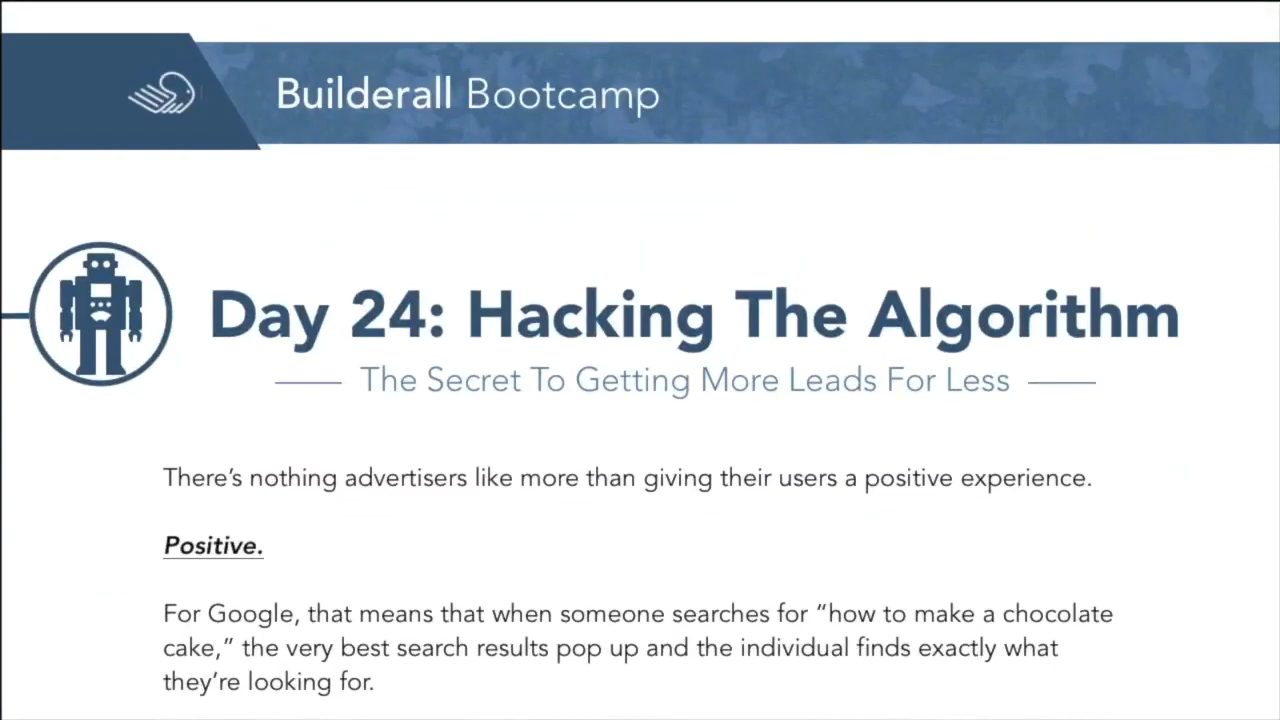 Builderall Bootcamp
Day 24: Hacking The Algorithm
The Secret To Getting More Leads For Less
There’s nothing advertisers like more than giving their users a positive experience.
Positive.
For Google, that means that when someone searches for “how to make a chocolate
cake,” the very best search results pop up and the individual finds exactly what
they’re looking for.